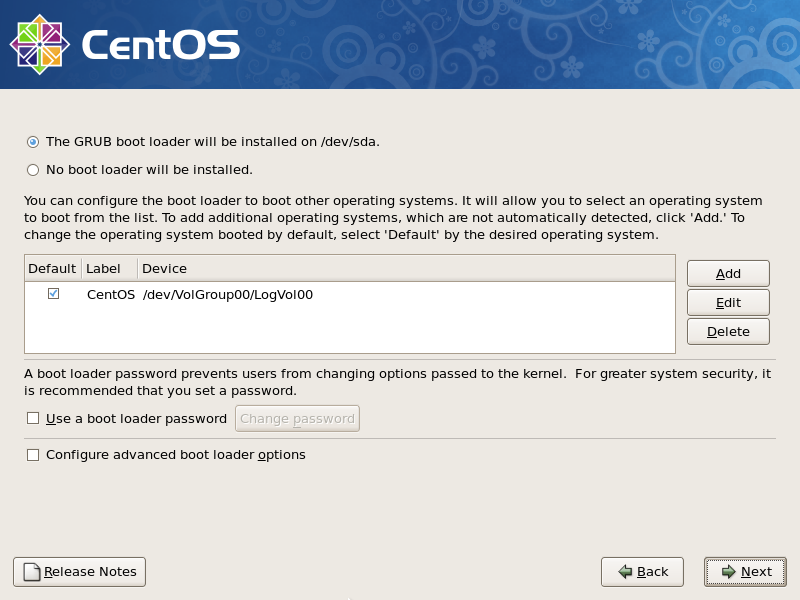 CentOS
The GRUB boot loader will be installed on /dev/sda.
No boot loader will be installed.
You can configure the boot loader to boot other operating systems. It will allow you to select an operating system
to boot from the list. To add additional operating systems, which are not automatically detected, click 'Add.' To
change the operating system booted by default, select 'Default' by the desired operating system.
Default Label Device
CentOS /dev/VolGroup00/LogVol00
Add
Edit
Delete
A boot loader password prevents users from changing options passed to the kernel.  For greater system security, it
is recommended that you set a password.
Use a boot loader password Change password
Configure advanced boot loader options
Release Notes Back Next